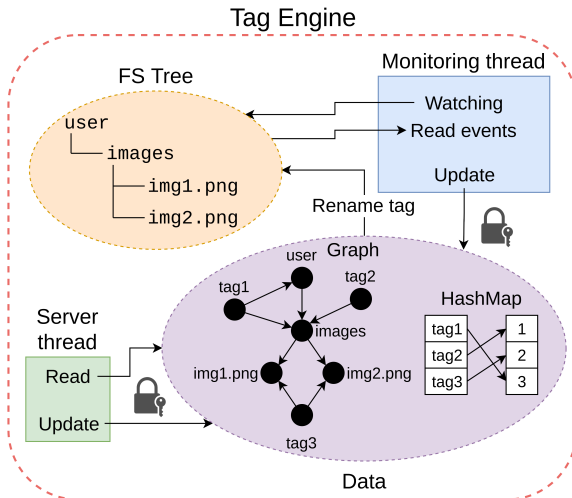 Tag Engine
FS Tree
user
images
img1.png
img2.png
Monitoring thread
Watching
Read events
Update
Rename tag
Graph
user
tag1
tag2
images
img1.png
img2.png
tag3
HashMap
tag1
tag2
tag3
1
2
3
Server
thread
Read
Update
Data